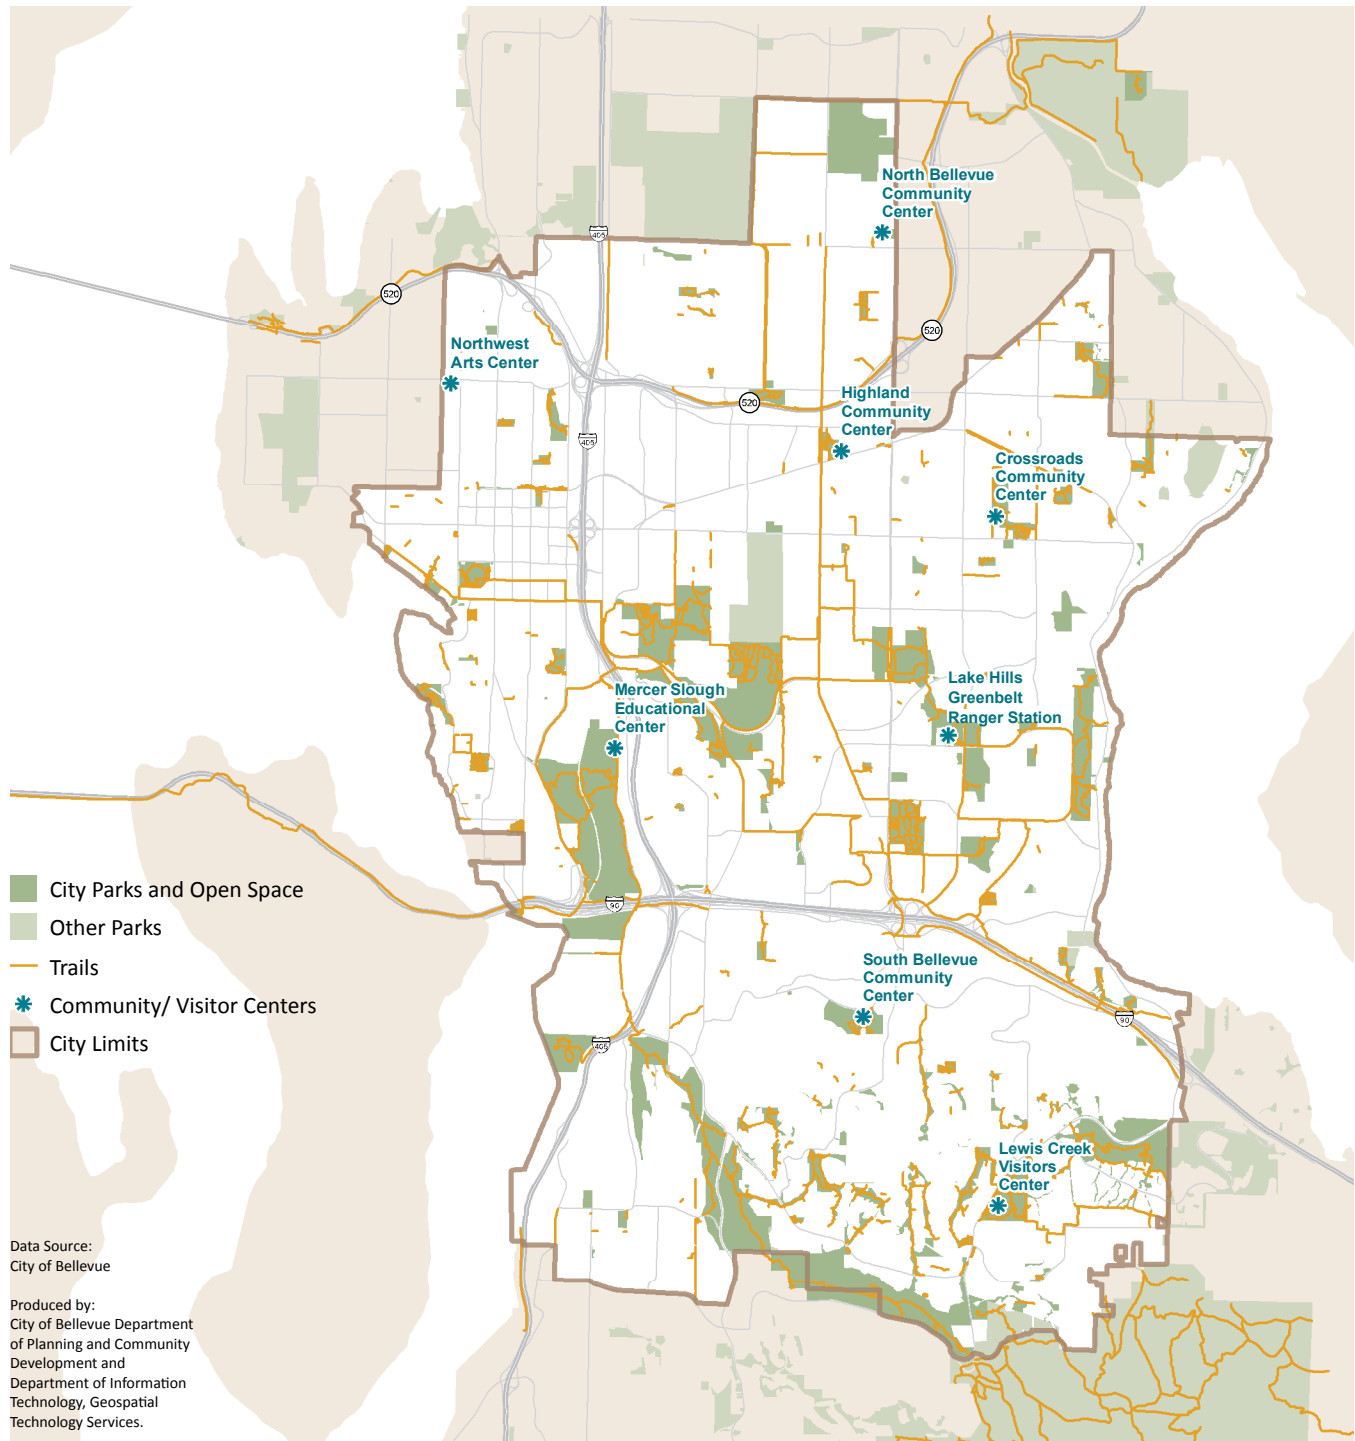 North Bellevue
Community
Center
405
520
520
Northwest
Arts Center
Highland
Community
Center
520
405
Crossroads
Community
Center
Lake Hills
Greenbelt
Ranger Station
Mercer Slough
Educational
Center
City Parks and Open Space
Other Parks
Trails
Community/ Visitor Centers
City Limits
90
South Bellevue
Community
Center
90
405
Lewis Creek
Visitors
Center
Data Source:
City of Bellevue
Produced by:
City of Bellevue Department
of Planning and Community
Development and
Department of Information
Technology, Geospatial
Technology Services.